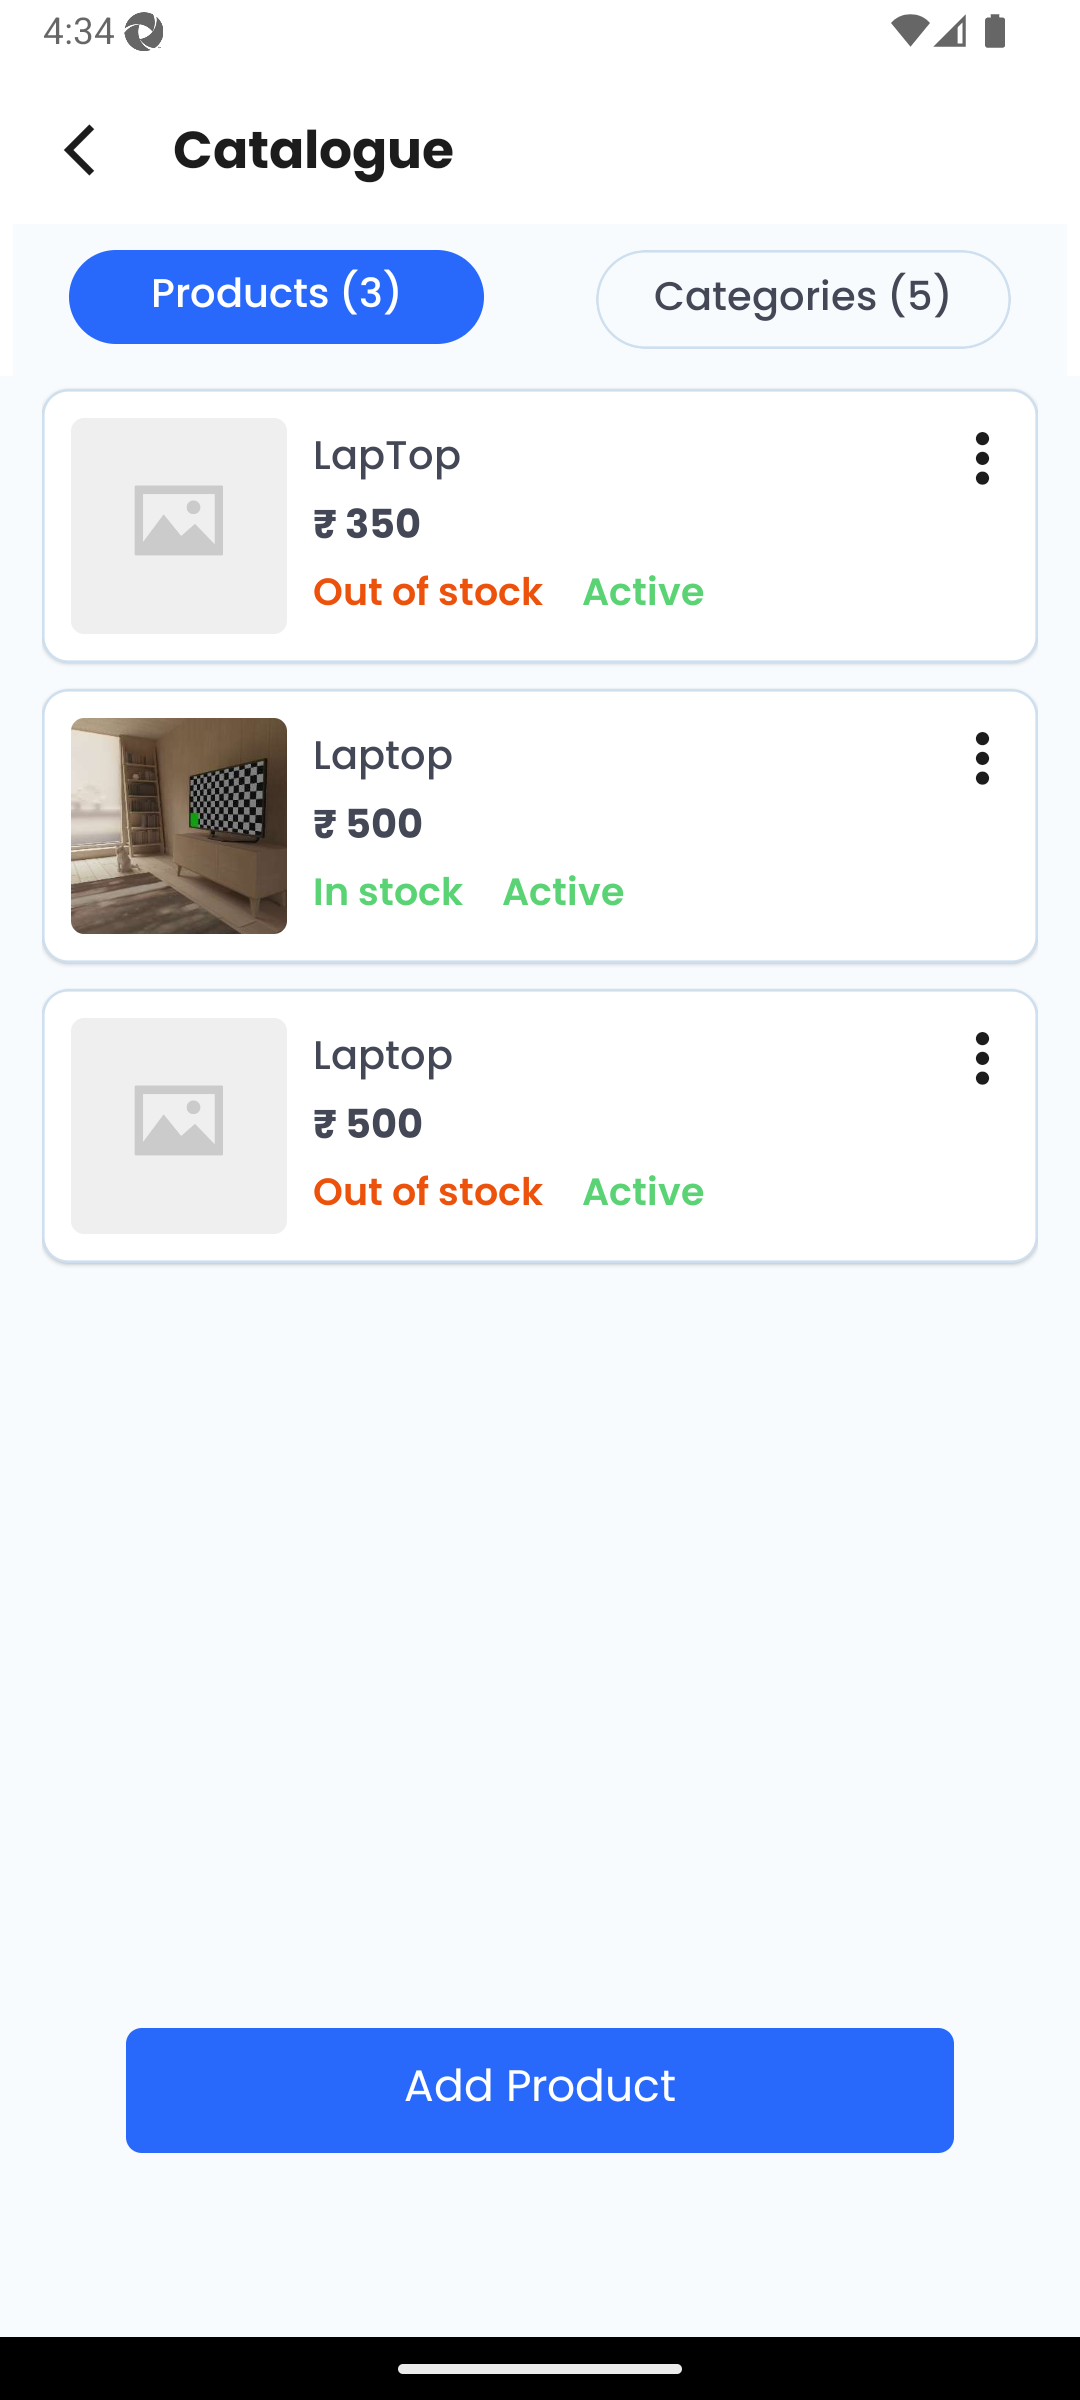 4:34
Catalogue
Products (3)
Categories (5)
LapTop
₹ 350
Out of stock Active
Laptop
₹ 500
In stock Active
Laptop
₹ 500
Out of stock Active
Add Product